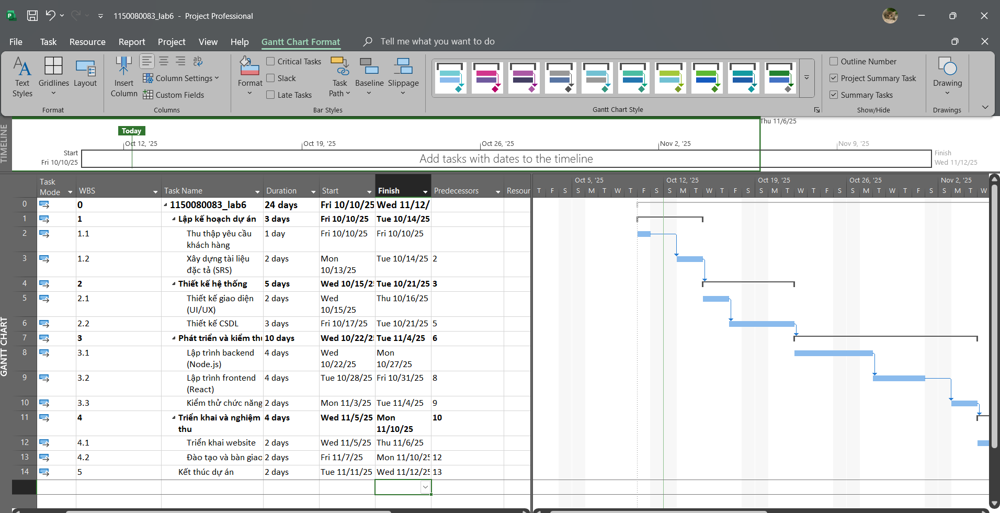 1150080083_lab6 - Project Professional
File Task Resource Report Project View Help Gantt Chart Format Tell me what you want to do
Text Styles
Gridlines
Layout
Format
Insert Column
Column Settings
Custom Fields
Columns
Format
Critical Tasks
Slack
Late Tasks
Task Path
Baseline
Slippage
Bar Styles
Gantt Chart Style
Outline Number
Project Summary Task
Summary Tasks
Show/Hide
Drawing
Drawings
TIMELINE
Today
Thu 11/6/25
Oct 12, '25 Oct 19, '25 Oct 26, '25 Nov 2, '25 Nov 9, '25
Start
Fri 10/10/25
Add tasks with dates to the timeline
Finish
Wed 11/12/25
GANTT CHART
Task Mode WBS Task Name Duration Start Finish Predecessors Resour
Oct 5, '25 Oct 12, '25 Oct 19, '25 Oct 26, '25 Nov 2, '25
T F S S M T W T F S S M T W T F S S M T W T F S S M T W T F S S M T W
0 0 1150080083_lab6 24 days Fri 10/10/25 Wed 11/12/
1 1 Lập kế hoạch dự án 3 days Fri 10/10/25 Tue 10/14/25
2 1.1 Thu thập yêu cầu khách hàng 1 day Fri 10/10/25 Fri 10/10/25
3 1.2 Xây dựng tài liệu đặc tả (SRS) 2 days Mon 10/13/25 Tue 10/14/25 2
4 2 Thiết kế hệ thống 5 days Wed 10/15/25 Tue 10/21/25 3
5 2.1 Thiết kế giao diện (UI/UX) 2 days Wed 10/15/25 Thu 10/16/25
6 2.2 Thiết kế CSDL 3 days Fri 10/17/25 Tue 10/21/25 5
7 3 Phát triển và kiểm thử 10 days Wed 10/22/25 Tue 11/4/25 6
8 3.1 Lập trình backend (Node.js) 4 days Wed 10/22/25 Mon 10/27/25
9 3.2 Lập trình frontend (React) 4 days Tue 10/28/25 Fri 10/31/25 8
10 3.3 Kiểm thử chức năng 2 days Mon 11/3/25 Tue 11/4/25 9
11 4 Triển khai và nghiệm thu 4 days Wed 11/5/25 Mon 11/10/25 10
12 4.1 Triển khai website 2 days Wed 11/5/25 Thu 11/6/25
13 4.2 Đào tạo và bàn giao 2 days Fri 11/7/25 Mon 11/10/25 12
14 5 Kết thúc dự án 2 days Tue 11/11/25 Wed 11/12/25 13